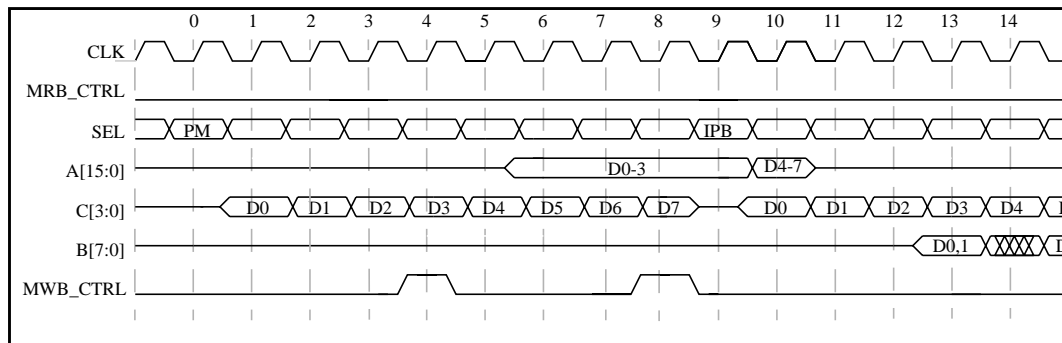 0 1 2 3 4 5 6 7 8 9 10 11 12 13 14
CLK
MRB_CTRL
SEL PM IPB
A[15:0] D0-3 D4-7
C[3:0] D0 D1 D2 D3 D4 D5 D6 D7 D0 D1 D2 D3 D4
B[7:0] D0,1
MWB_CTRL